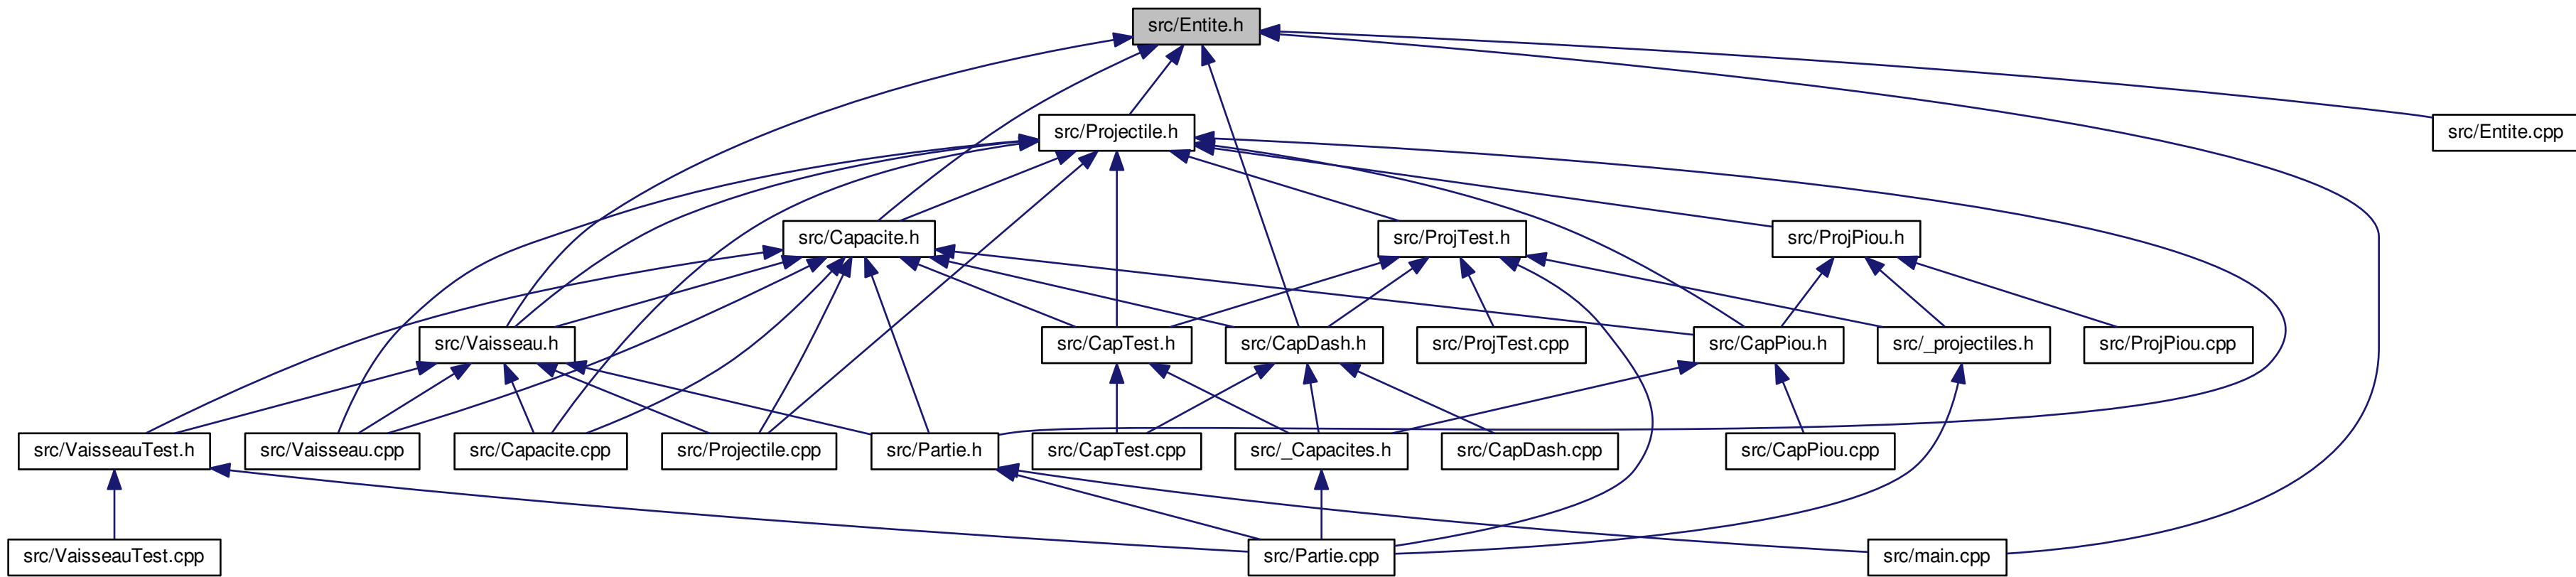 src/Entite.h
src/Projectile.h
src/Entite.cpp
src/Capacite.h
src/ProjTest.h
src/ProjPiou.h
src/Vaisseau.h
src/CapTest.h
src/CapDash.h
src/ProjTest.cpp
src/CapPiou.h
src/_projectiles.h
src/ProjPiou.cpp
src/VaisseauTest.h
src/Vaisseau.cpp
src/Capacite.cpp
src/Projectile.cpp
src/Partie.h
src/CapTest.cpp
src/_Capacites.h
src/CapDash.cpp
src/CapPiou.cpp
src/VaisseauTest.cpp
src/Partie.cpp
src/main.cpp